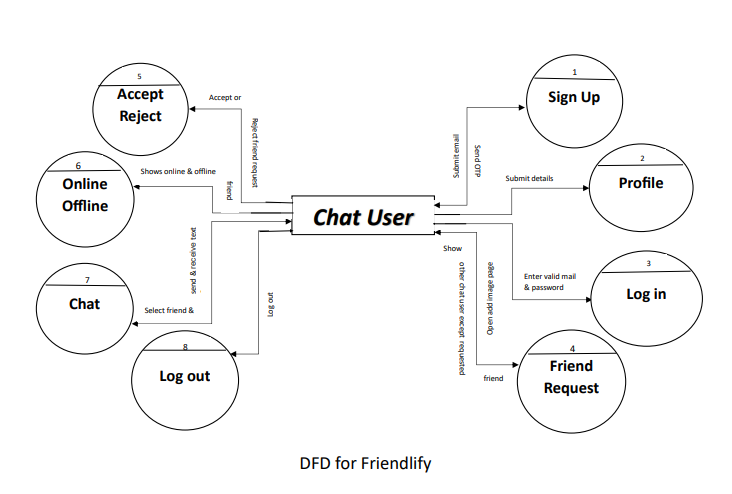 5
Accept
Reject
Accept or
Reject friend request
1
Sign Up
Submit email
Send OTP
6
Online
Offline
Shows online & offline
friend
2
Profile
Submit details
Chat User
7
Chat
send & receive text
Select friend &
3
Log in
Enter valid mail
& password
8
Log out
Log out
4
Friend
Request
Show
other chat user except requested
friend
Open add image page
DFD for Friendlify